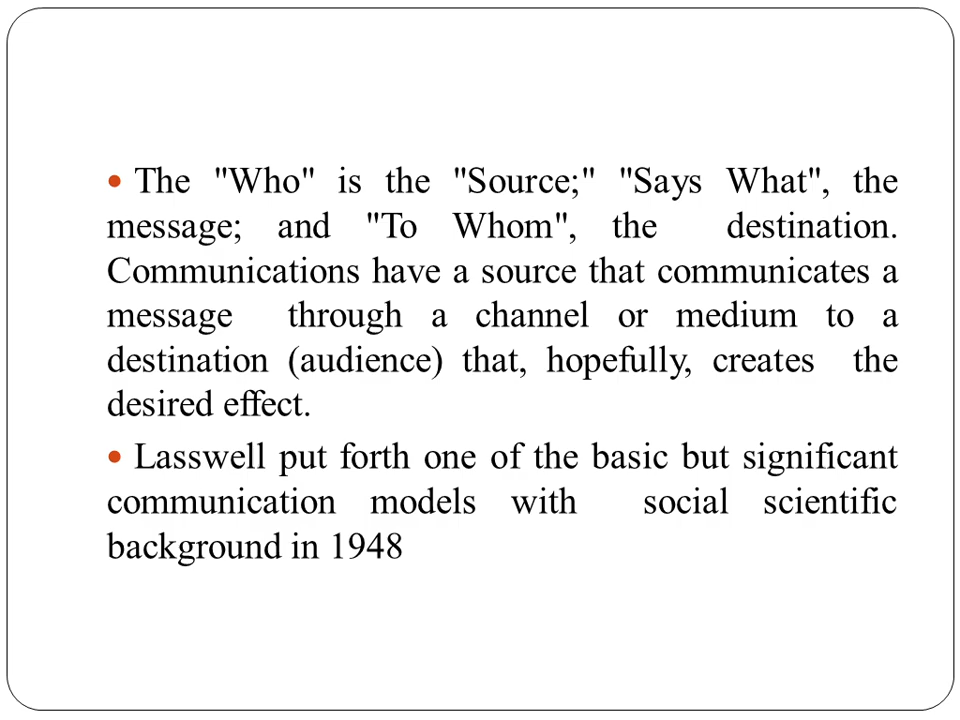 • The "Who" is the "Source;" "Says What", the
message; and "To Whom", the destination.
Communications have a source that communicates a
message through a channel or medium to a
destination (audience) that, hopefully, creates the
desired effect.
• Lasswell put forth one of the basic but significant
communication models with social scientific
background in 1948